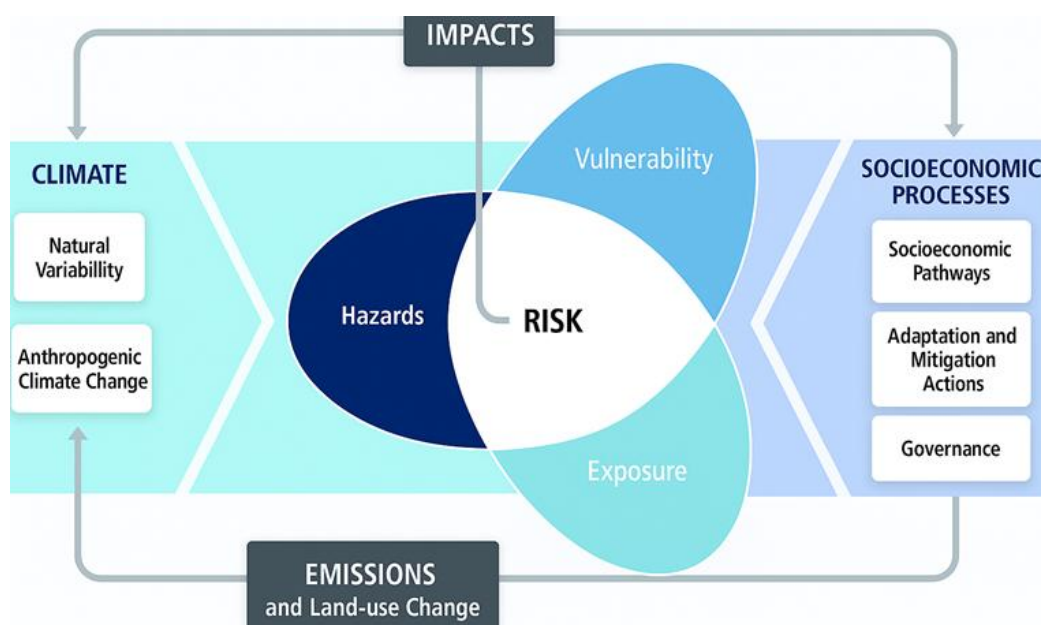 IMPACTS
CLIMATE
Natural
Variabillity
Anthropogenic
Climate Change
Vulnerability
Hazards
RISK
Exposure
SOCIOECONOMIC
PROCESSES
Socioeconomic
Pathways
Adaptation and
Mitigation
Actions
Governance
EMISSIONS
and Land-use Change